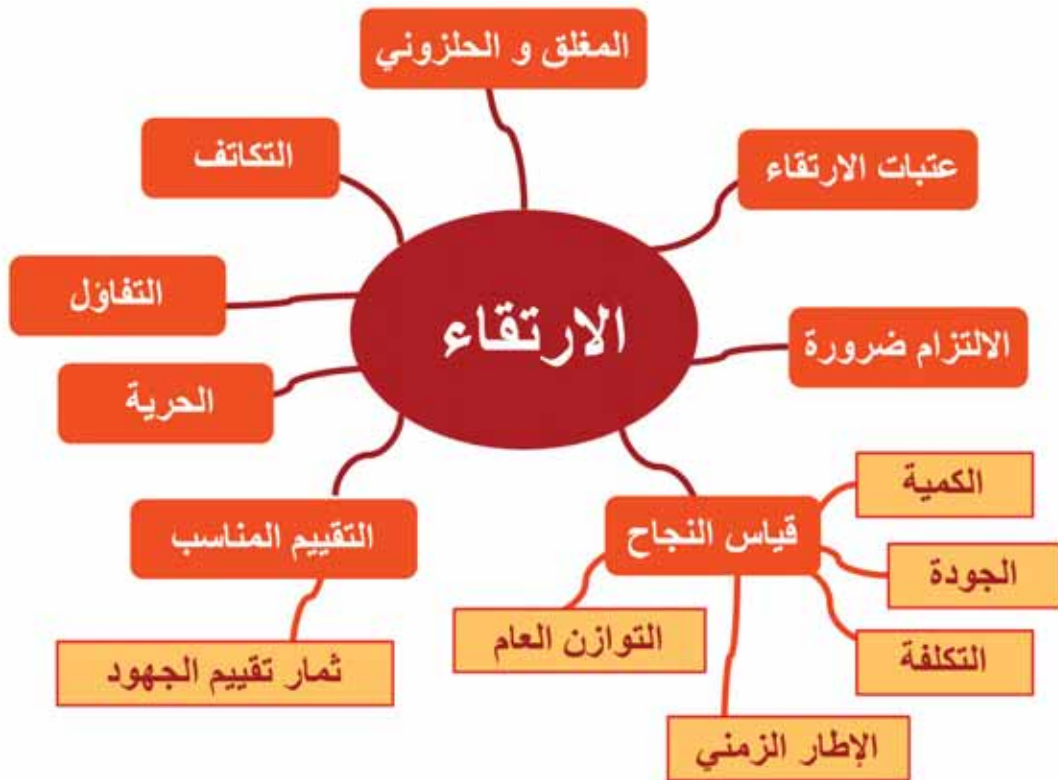 المغلق و الحلزوني
عتبات الارتقاء
التكاتف
التفاؤل
الارتقاء
الالتزام ضرورة
الحرية
الكمية
قياس النجاح
التقييم المناسب
الجودة
التوازن العام
التكلفة
ثمار تقييم الجهود
الإطار الزمني